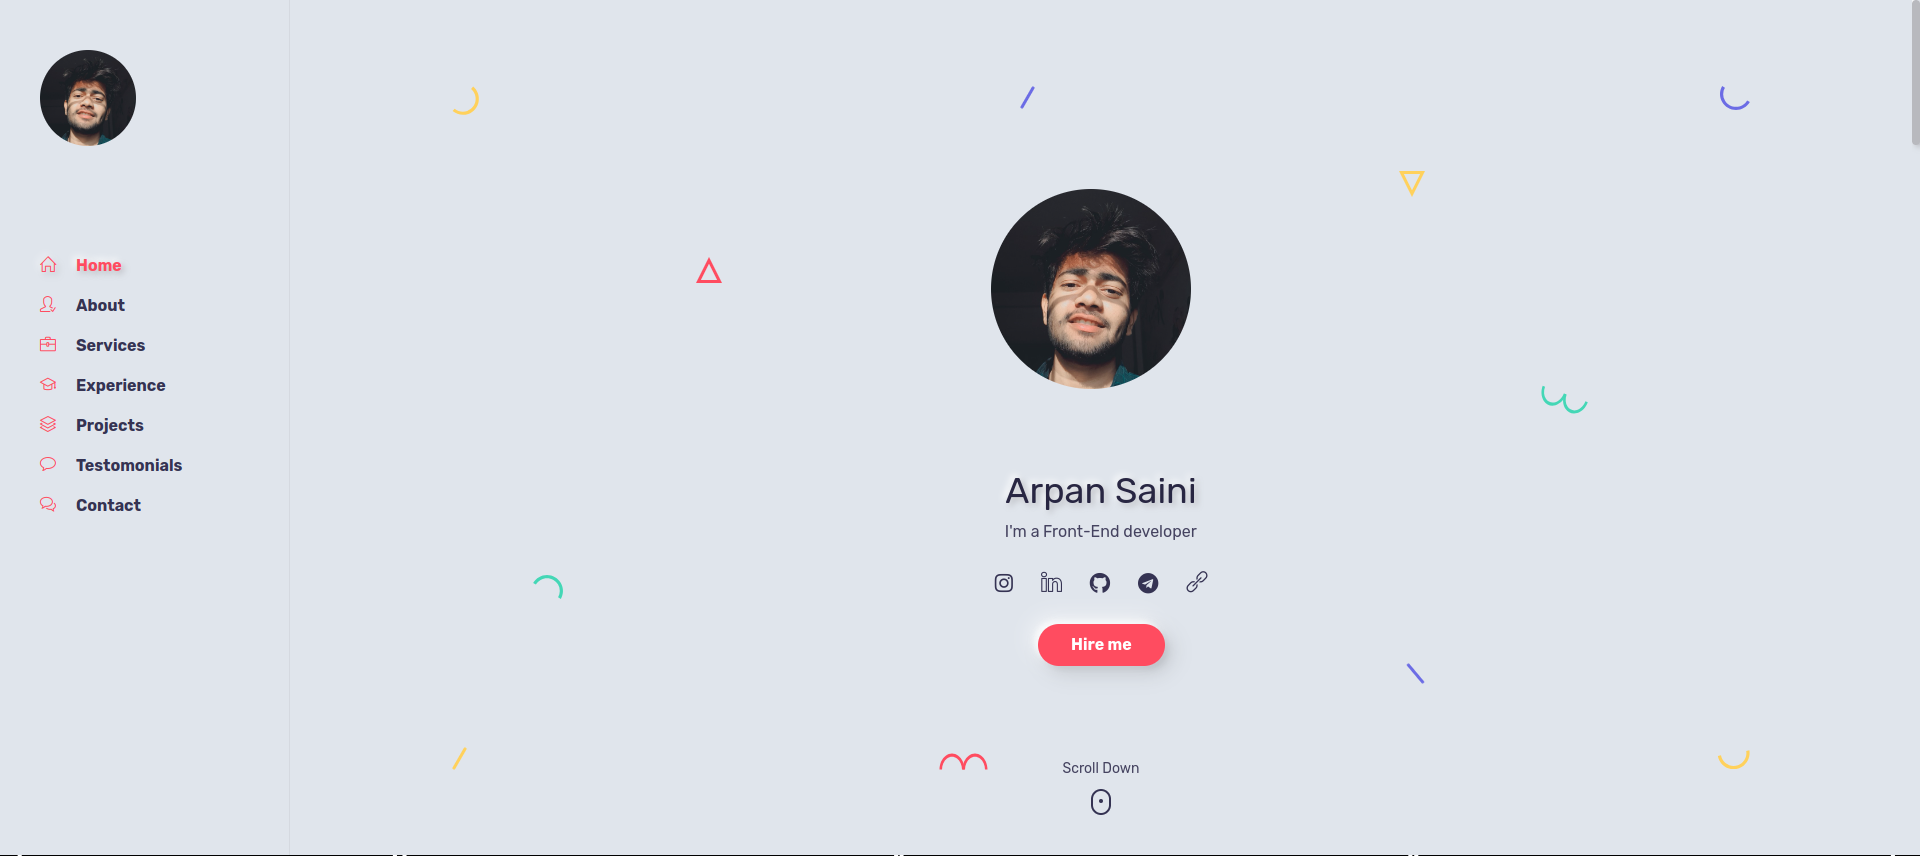 Home
About
Services
Experience
Projects
Testomonials
Contact
Arpan Saini
I'm a Front-End developer
Hire me
Scroll Down